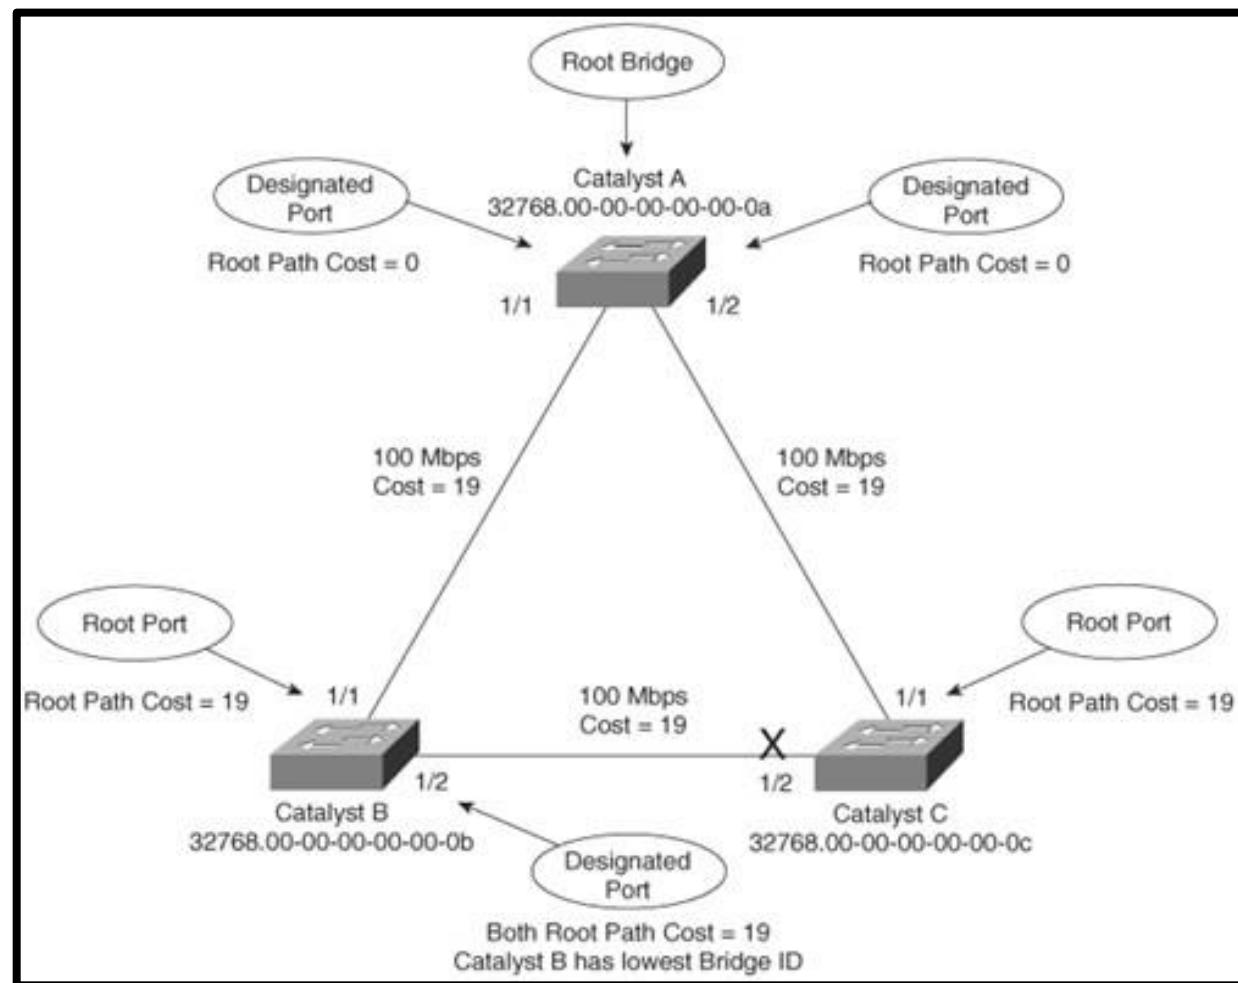 Root Bridge
Designated
Port
Catalyst A
32768.00-00-00-00-00-0a
Designated
Port
Root Path Cost = 0
Root Path Cost = 0
1/1
1/2
100 Mbps
Cost = 19
100 Mbps
Cost = 19
Root Port
Root Port
Root Path Cost = 19
1/1
100 Mbps
Cost = 19
1/1
Root Path Cost = 19
X
1/2
1/2
Catalyst B
32768.00-00-00-00-00-0b
Catalyst C
32768.00-00-00-00-00-0c
Designated
Port
Both Root Path Cost = 19
Catalyst B has lowest Bridge ID